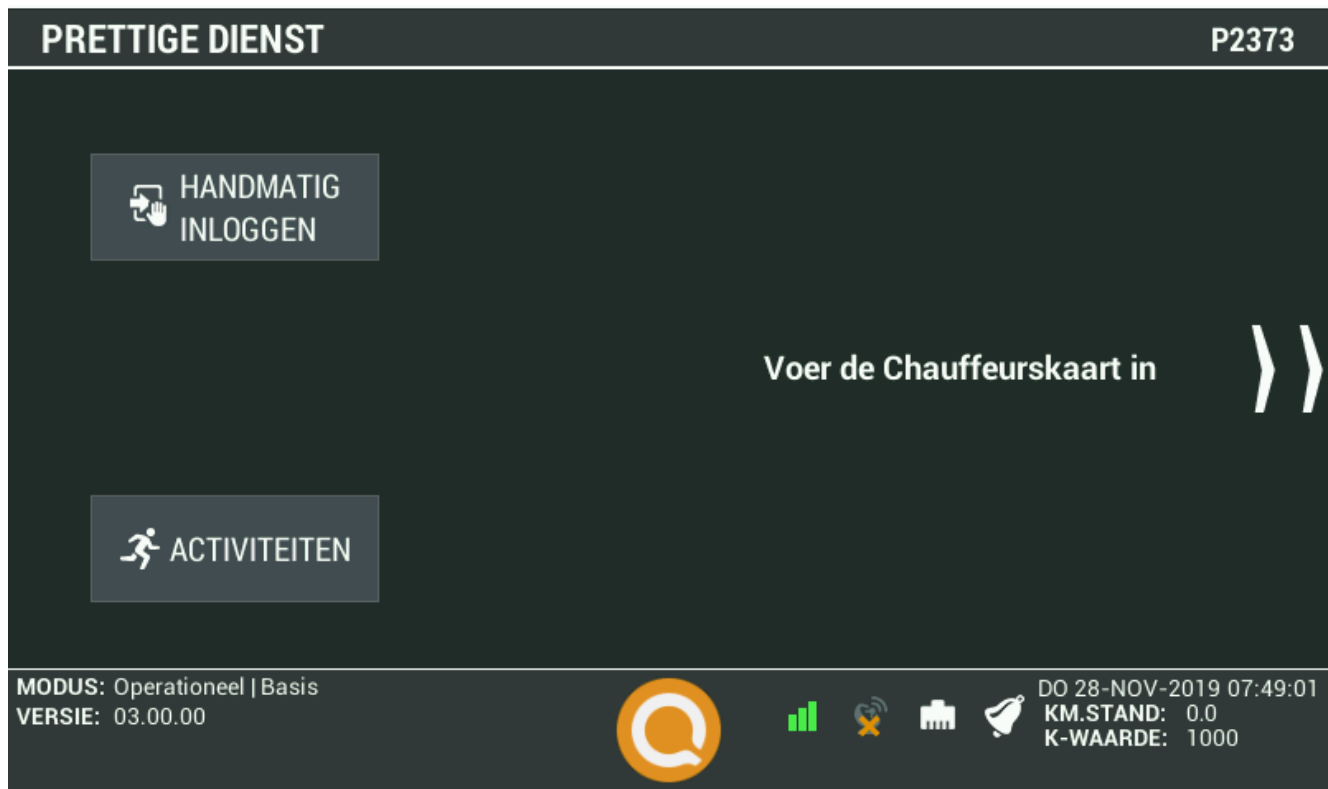 PRETTIGE DIENST
P2373
HANDMATIG
INLOGGEN
Voer de Chauffeurskaart in
ACTIVITEITEN
MODUS: Operationeel | Basis
VERSIE: 03.00.00
DO 28-NOV-2019 07:49:01
KM.STAND: 0.0
K-WAARDE: 1000